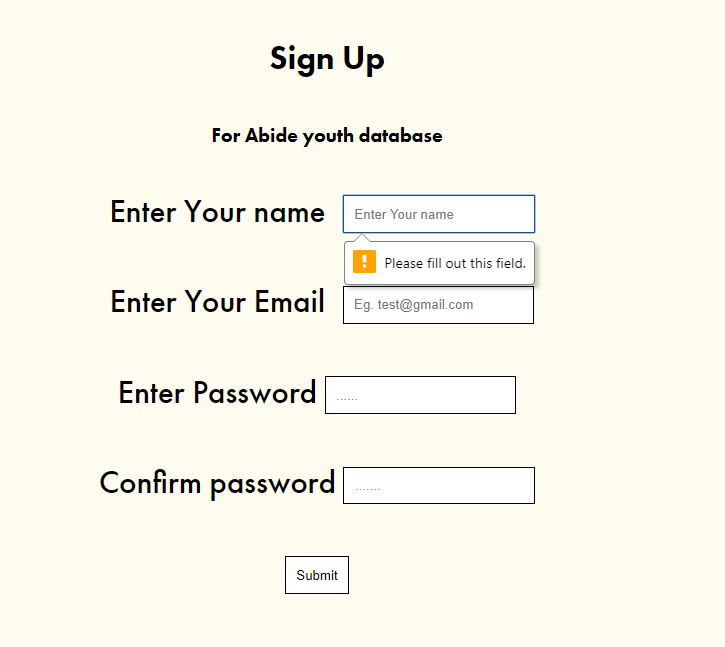 Sign Up
For Abide youth database
Enter Your name Enter Your name
! Please fill out this field.
Enter Your Email Eg. test@gmail.com
Enter Password ......
Confirm password .......
Submit